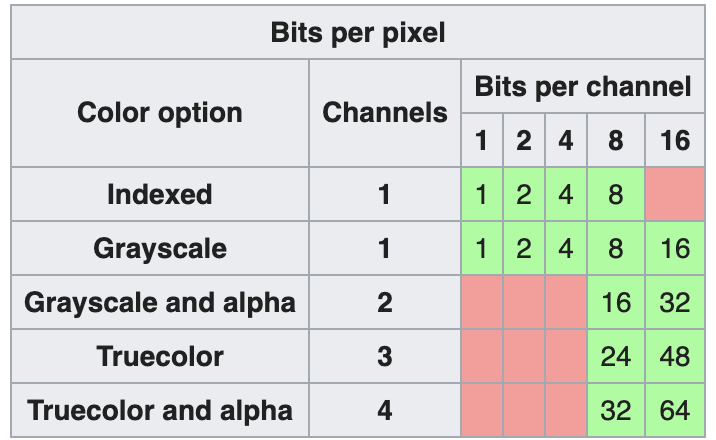 Bits per pixel
Color option Channels Bits per channel
1 2 4 8 16
Indexed 1 1 2 4 8
Grayscale 1 1 2 4 8 16
Grayscale and alpha 2 16 32
Truecolor 3 24 48
Truecolor and alpha 4 32 64